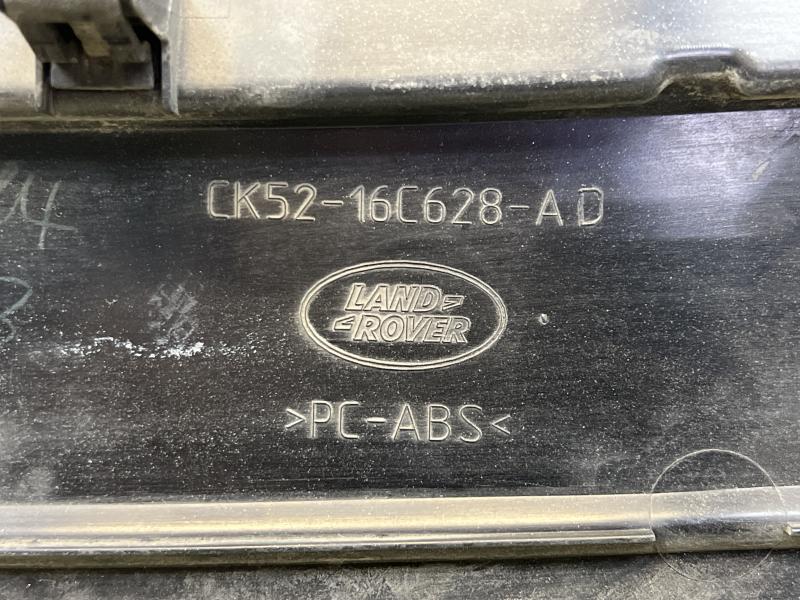 CK52-16C628-AD
LAND
ROVER
>PC-ABS<